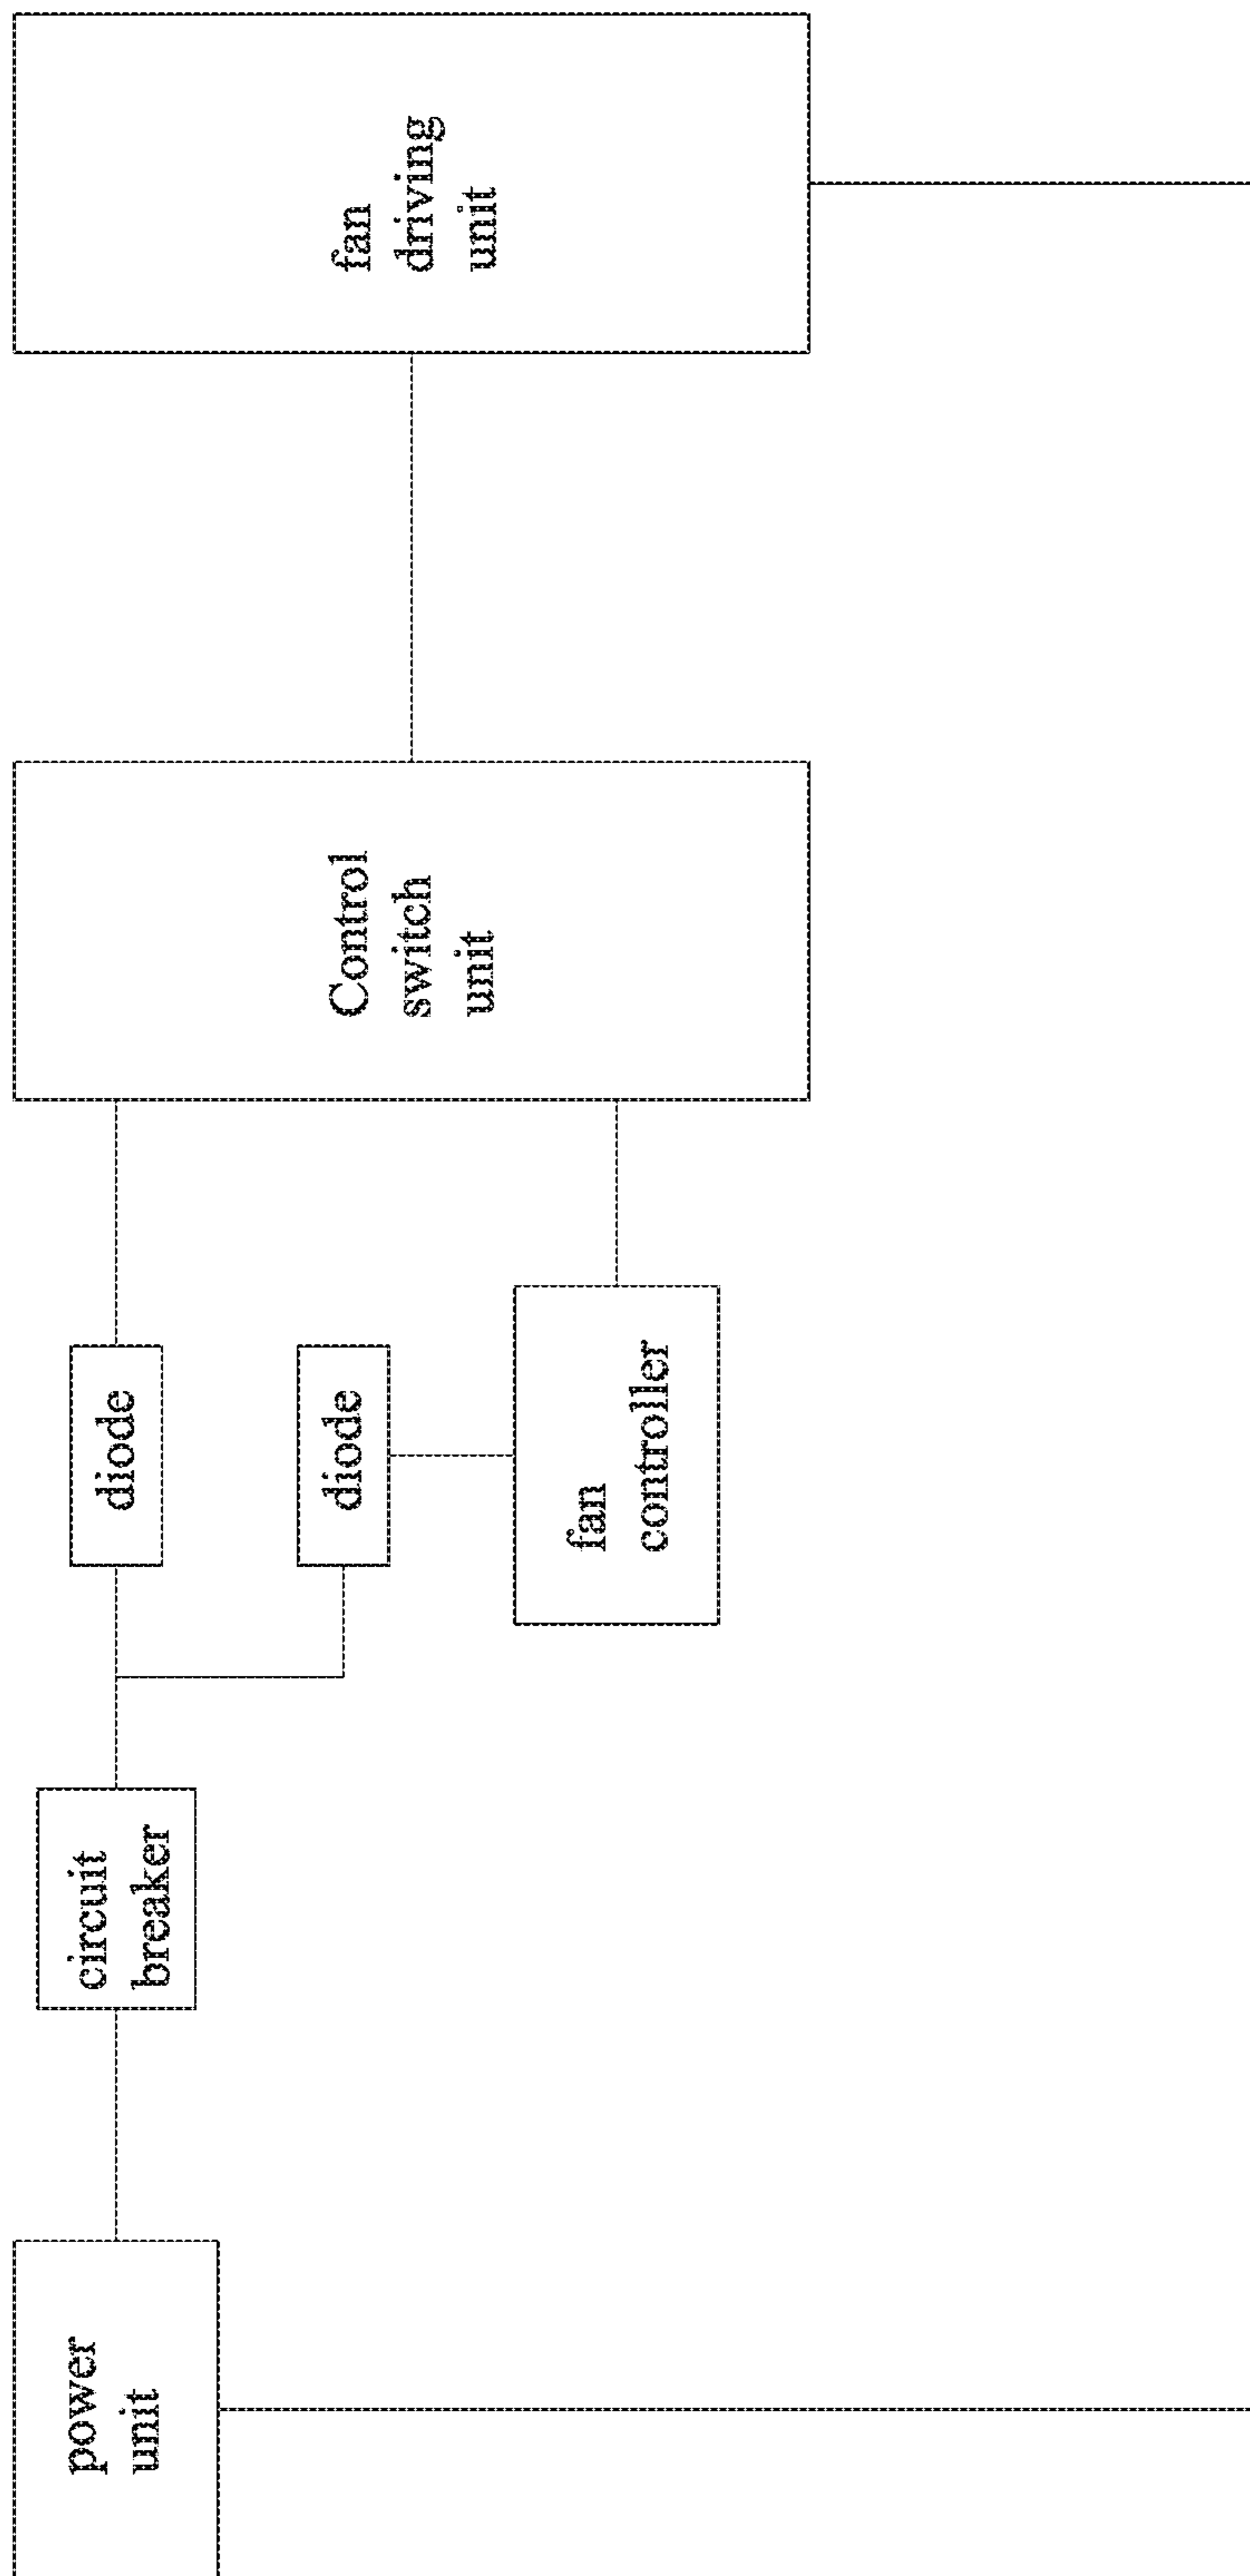 power
unit
circuit
breaker
diode
diode
fan
controller
Control
switch
unit
fan
driving
unit